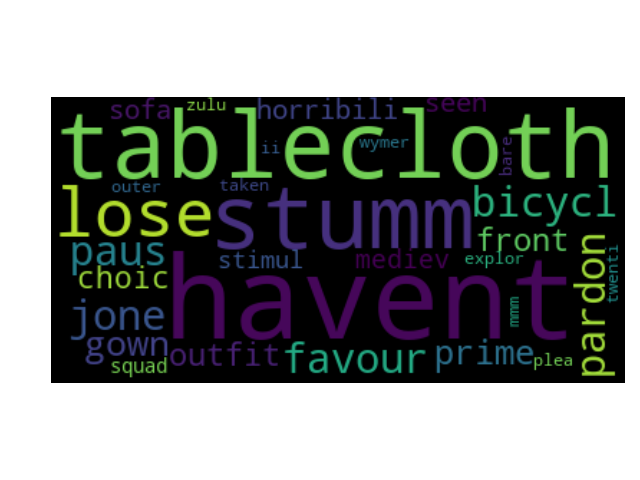 sofa zulu horribili seen
tablecloth
ii wymer bare
outer taken
lose stumm bicycl
paus front
choic stimul mediev explor
havent
jone mmm pardon twenti
gown outfit favour prime
squad plea